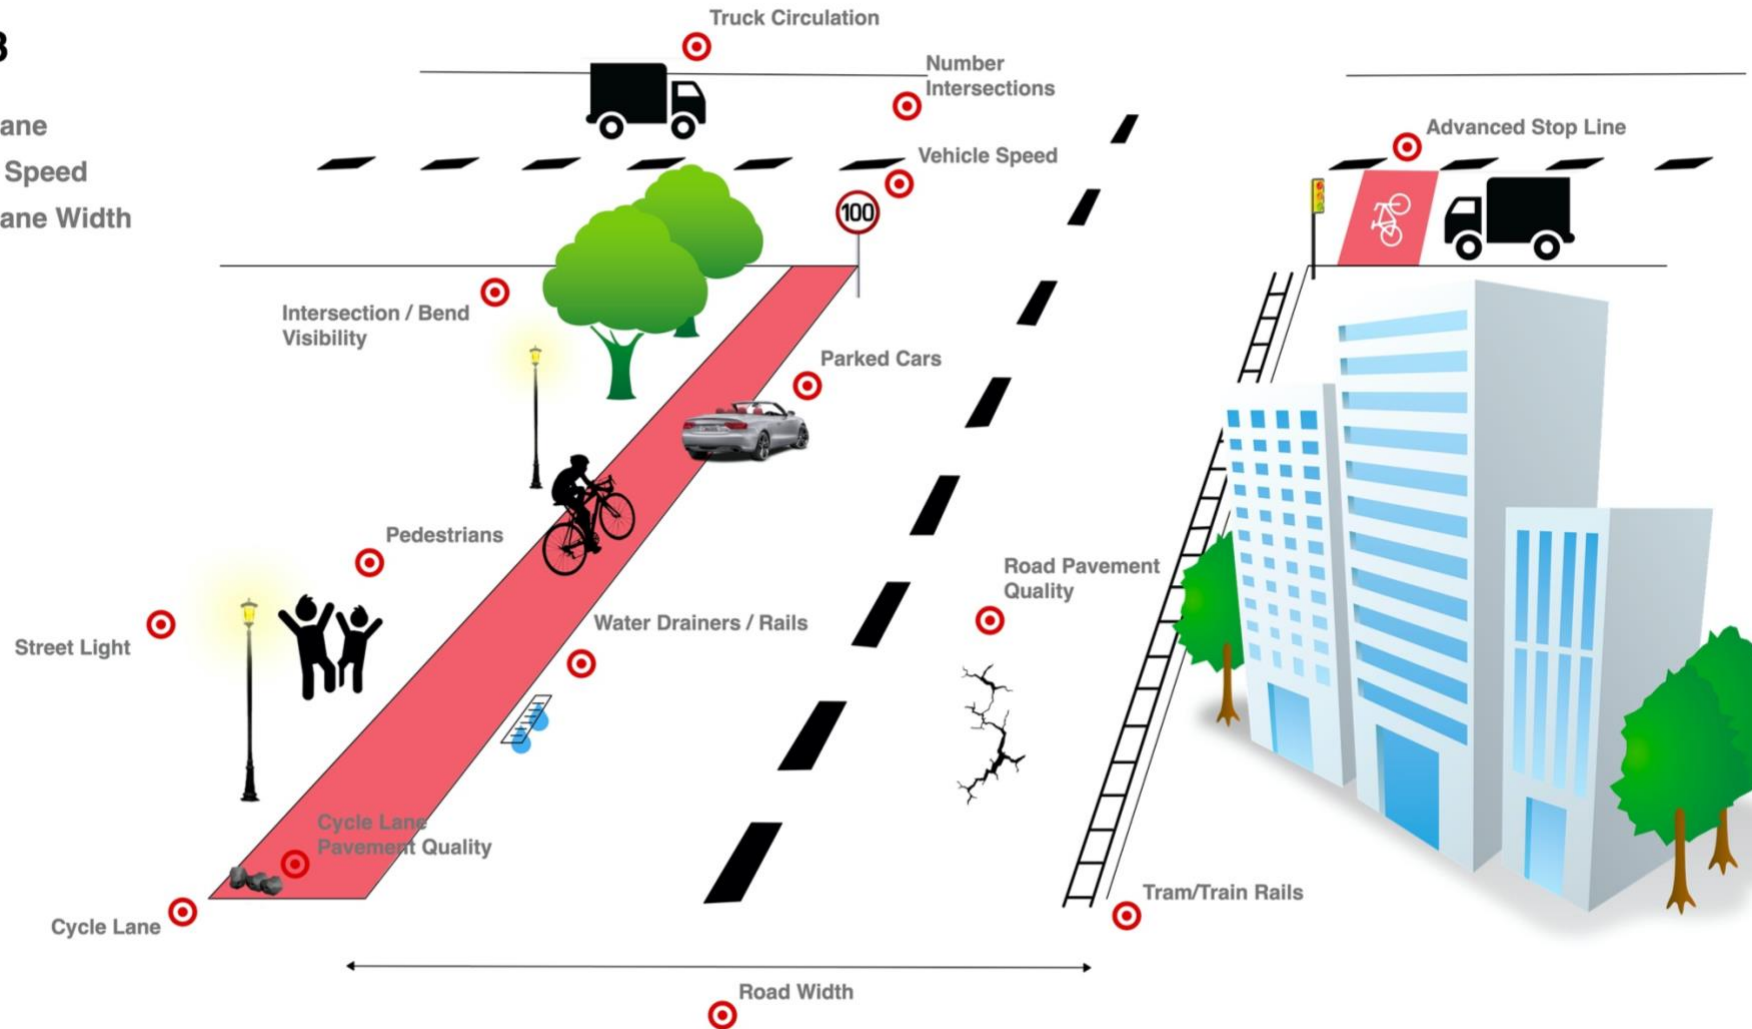 B
ane
Speed
ane Width
Truck Circulation
Number
Intersections
Vehicle Speed
100
Advanced Stop Line
Intersection / Bend
Visibility
Parked Cars
Pedestrians
Road Pavement
Quality
Water Drainers / Rails
Street Light
Cycle Lane
Pavement Quality
Cycle Lane
Tram/Train Rails
Road Width